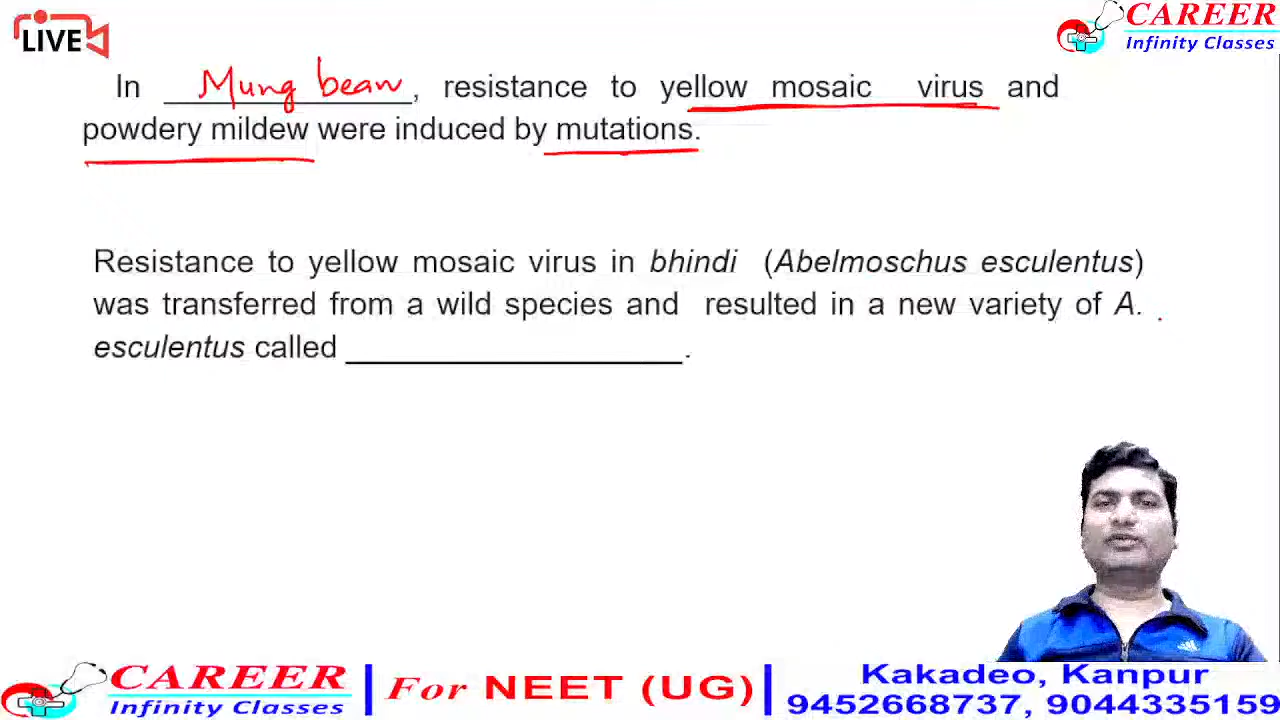 LIVE
CAREER
Infinity Classes
In Mung bean, resistance to yellow mosaic virus and
powdery mildew were induced by mutations.
Resistance to yellow mosaic virus in bhindi (Abelmoschus esculentus)
was transferred from a wild species and resulted in a new variety of A.
esculentus called ____________________.
CAREER
Infinity Classes
For NEET (UG)
Kakadeo, Kanpur
9452668737, 9044335159